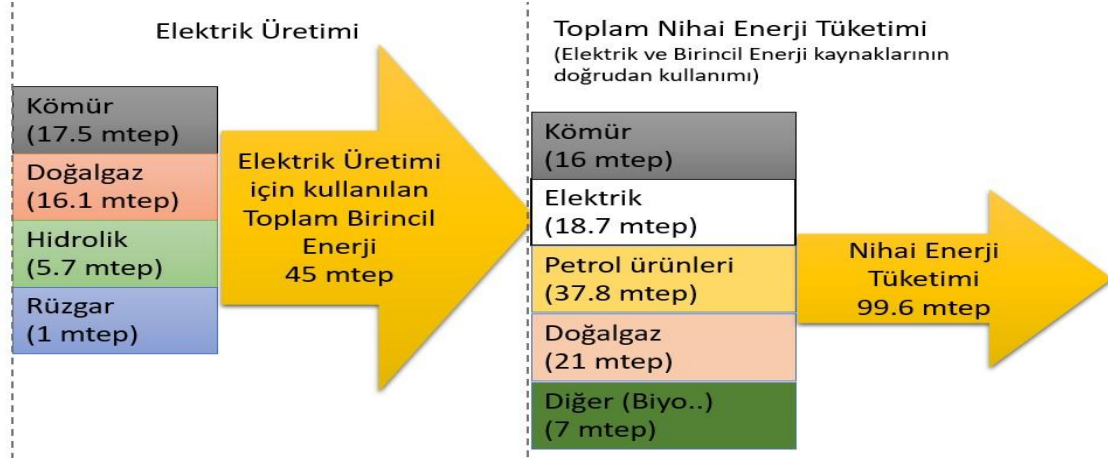 Elektrik Üretimi
Kömür
(17.5 mtep)
Doğalgaz
(16.1 mtep)
Hidrolik
(5.7 mtep)
Rüzgar
(1 mtep)
Elektrik Üretimi
için kullanılan
Toplam Birincil
Enerji
45 mtep
Toplam Nihai Enerji Tüketimi
(Elektrik ve Birincil Enerji kaynaklarının
doğrudan kullanımı)
Kömür
(16 mtep)
Elektrik
(18.7 mtep)
Petrol ürünleri
(37.8 mtep)
Doğalgaz
(21 mtep)
Diğer (Biyo..)
(7 mtep)
Nihai Enerji
Tüketimi
99.6 mtep